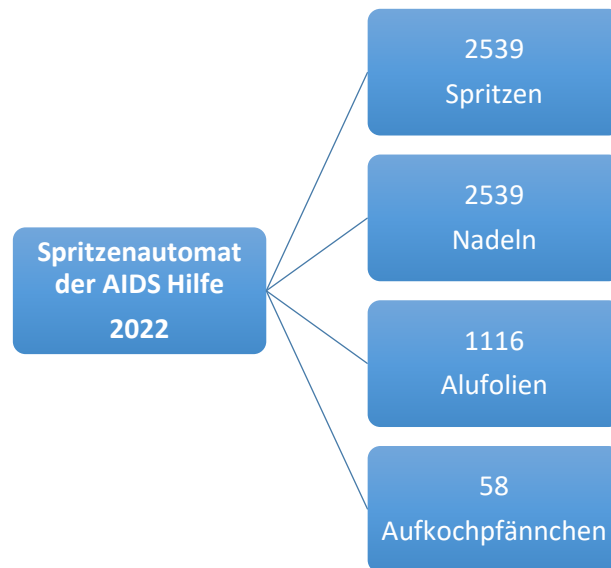 Spritzenautomat
der AIDS Hilfe
2022
2539
Spritzen
2539
Nadeln
1116
Alufolien
58
Aufkochpfännchen